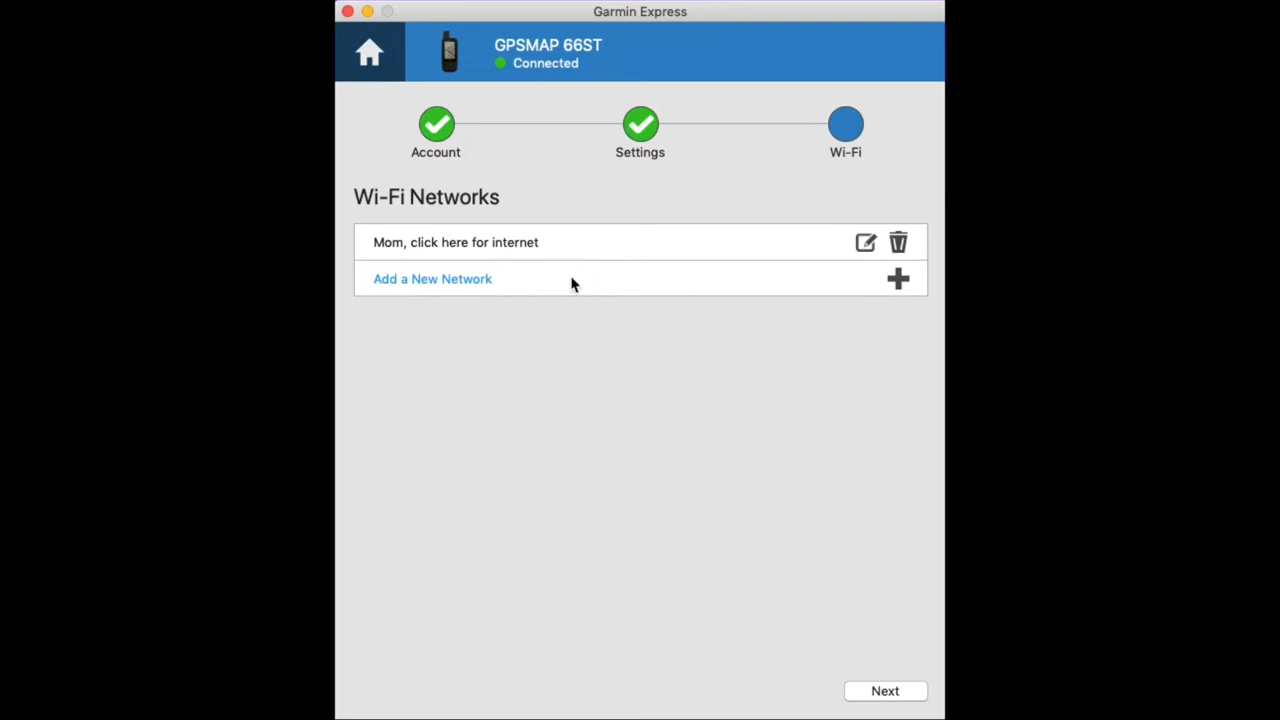 Garmin Express
GPSMAP 66ST
Connected
Account
Settings
Wi-Fi
Wi-Fi Networks
Mom, click here for internet
Add a New Network
Next